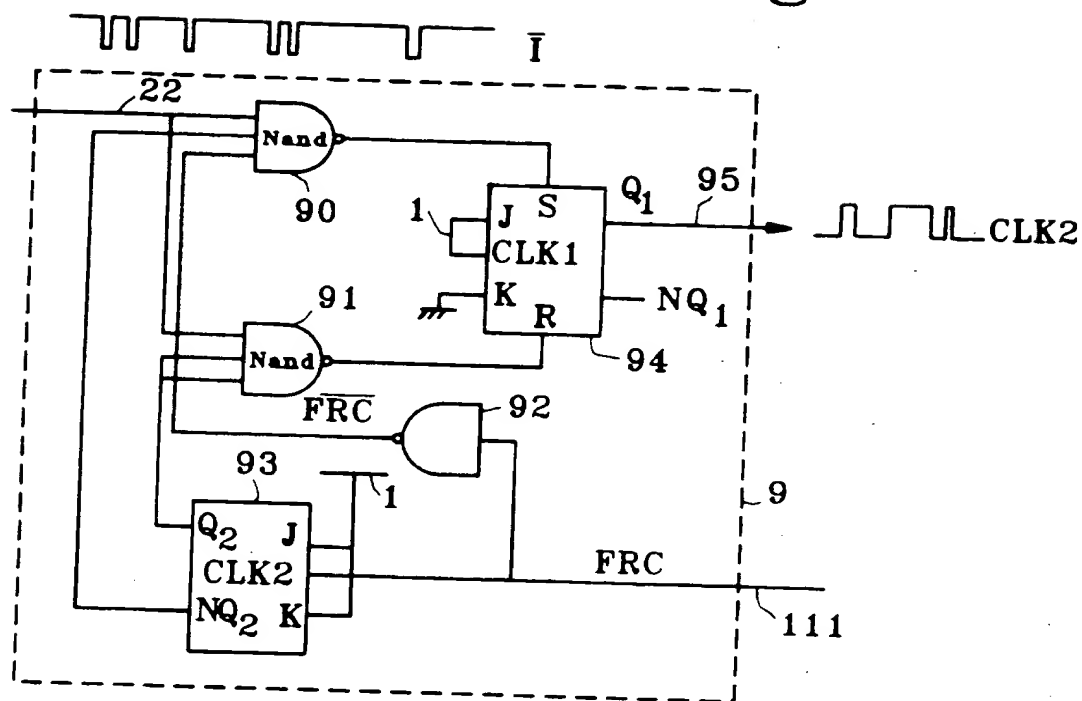 Ī
22
Nand
90
Q1
95
1
J
S
CLK1
K
R
NQ1
CLK2
94
91
Nand
F̅R̅C̅
92
93
1
9
Q2
J
CLK2
NQ2
K
FRC
111